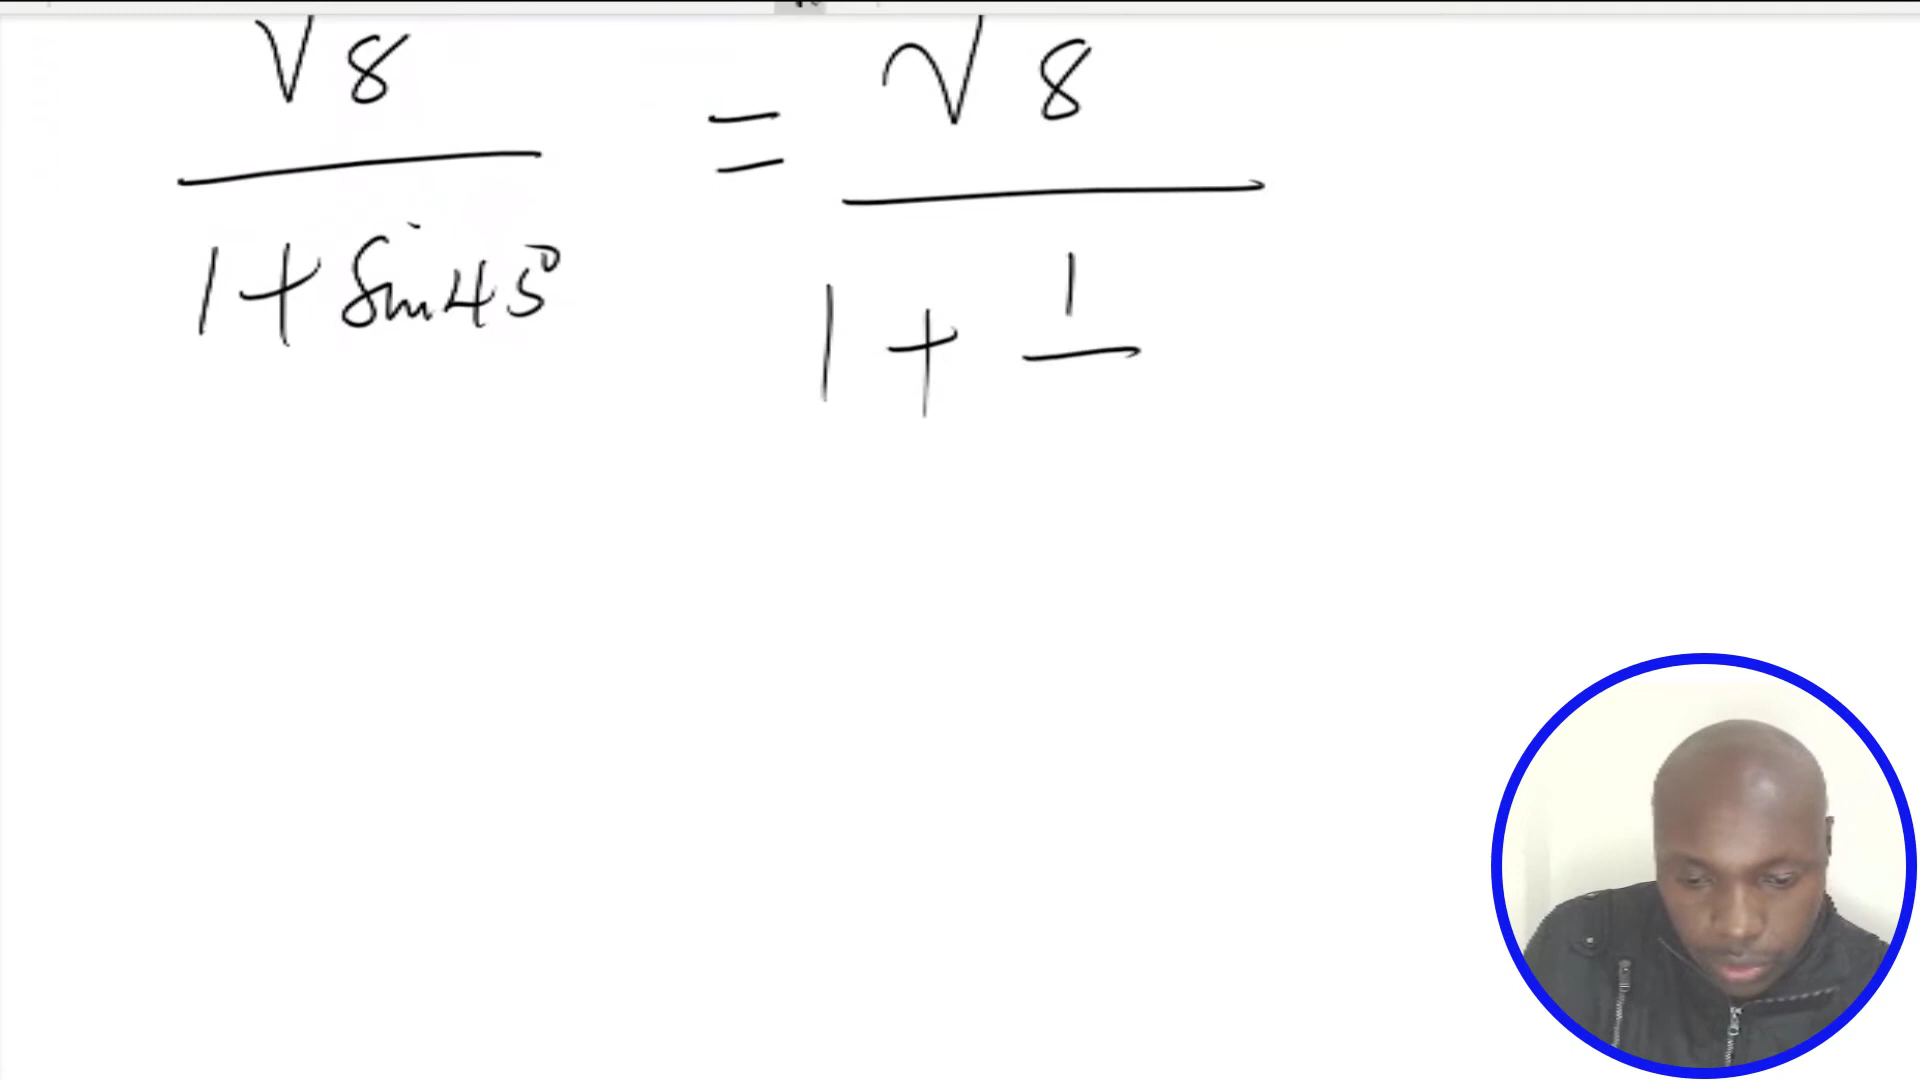 √8 = √8
1 + Sin45° 1 + 1